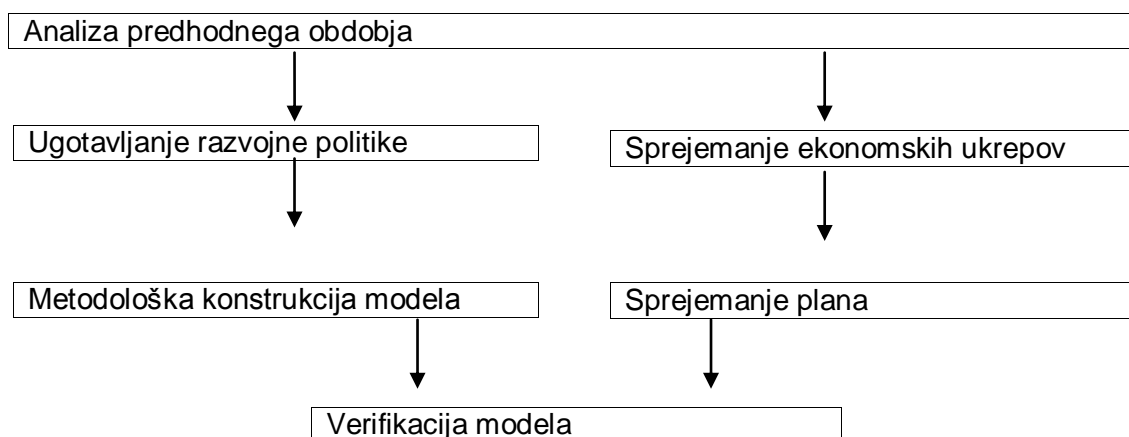 Analiza predhodnega obdobja
Ugotavljanje razvojne politike
Sprejemanje ekonomskih ukrepov
Metodološka konstrukcija modela
Sprejemanje plana
Verifikacija modela